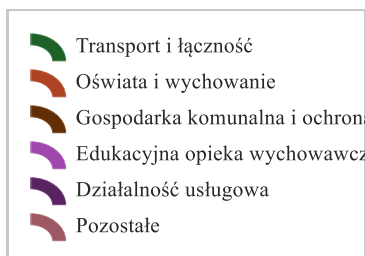 Transport i łączność
Oświata i wychowanie
Gospodarka komunalna i ochron
Edukacyjna opieka wychowawcz
Działalność usługowa
Pozostałe